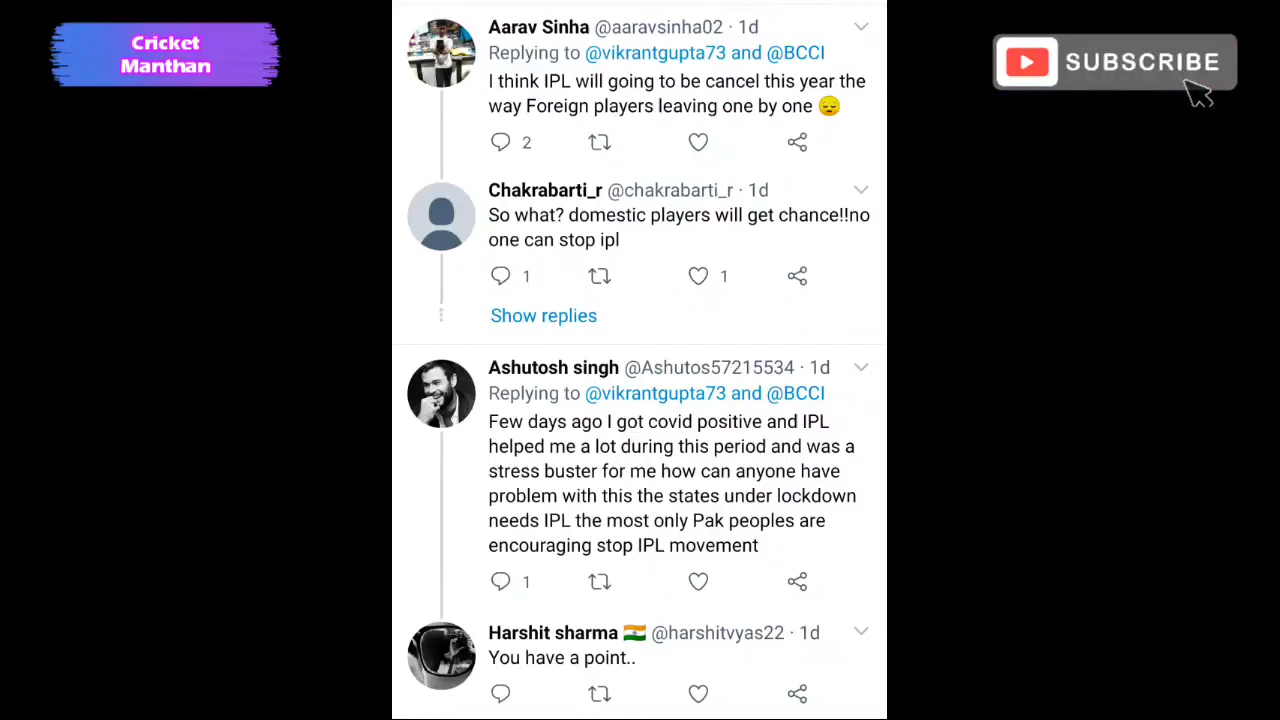 Cricket
Manthan
SUBSCRIBE
Aarav Sinha @aaravsinha02 · 1d
Replying to @vikrantgupta73 and @BCCI
I think IPL will going to be cancel this year the
way Foreign players leaving one by one 😔
2
Chakrabarti_r @chakrabarti_r · 1d
So what? domestic players will get chance!!no
one can stop ipl
1 1
Show replies
Ashutosh singh @Ashutos57215534 · 1d
Replying to @vikrantgupta73 and @BCCI
Few days ago I got covid positive and IPL
helped me a lot during this period and was a
stress buster for me how can anyone have
problem with this the states under lockdown
needs IPL the most only Pak peoples are
encouraging stop IPL movement
1
Harshit sharma 🇮🇳 @harshitvyas22 · 1d
You have a point..